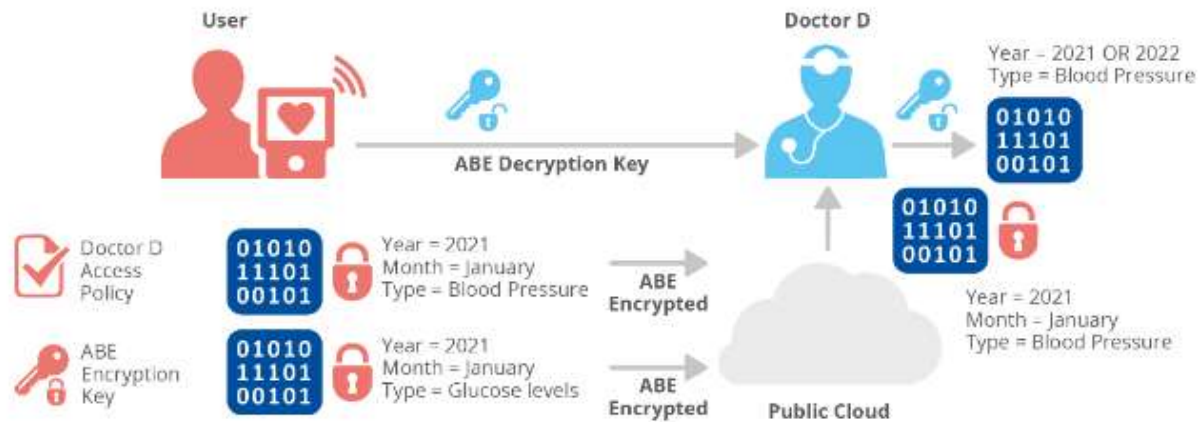 User
Doctor D
Year – 2021 OR 2022
Type = Blood Pressure
01010
11101
00101
ABE Decryption Key
01010
11101
00101
Year = 2021
Month – January
Type = Blood Pressure
Doctor D
Access
Policy
01010
11101
00101
Year = 2021
Month = January
Type = Blood Pressure
ABE
Encrypted
ABE
Encryption
Key
01010
11101
00101
Year = 2021
Month = January
Type = Glucose levels
ABE
Encrypted
Public Cloud